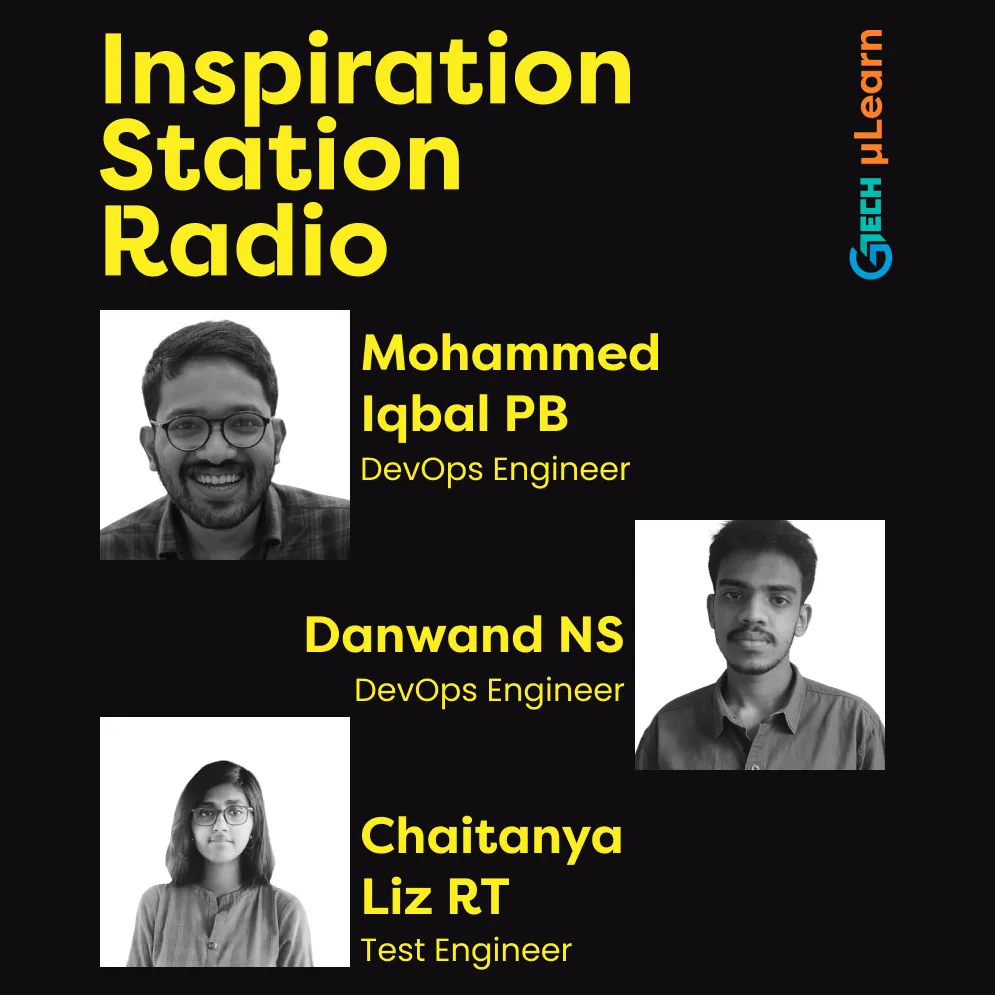 Inspiration
Station
Radio
GTECH µLearn
Mohammed
Iqbal PB
DevOps Engineer
Danwand NS
DevOps Engineer
Chaitanya
Liz RT
Test Engineer